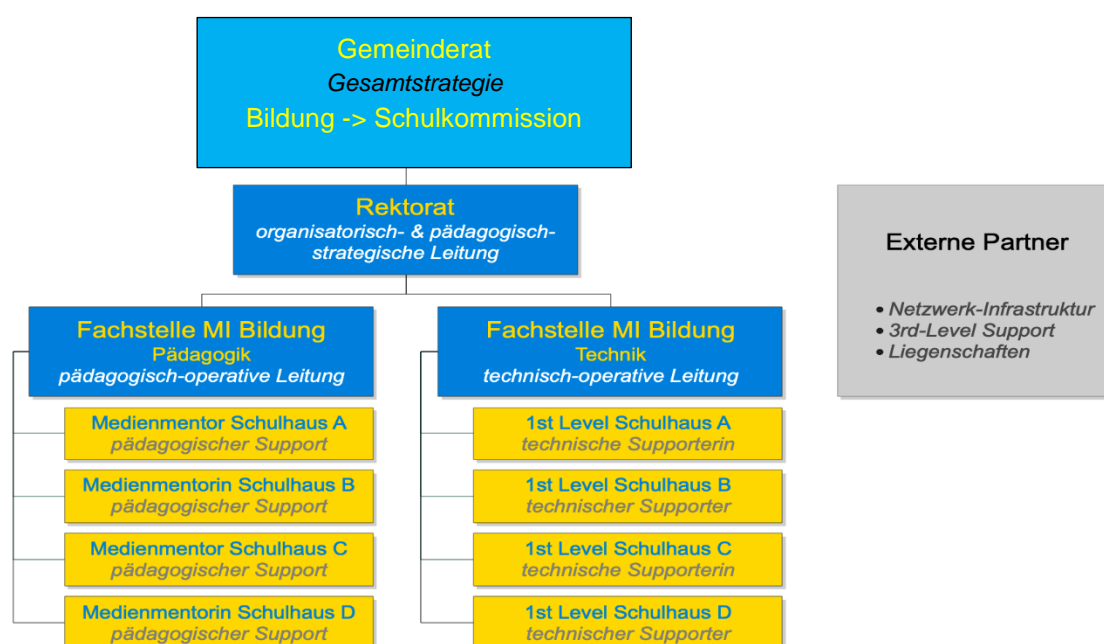 Gemeinderat
Gesamtstrategie
Bildung -> Schulkommission
Rektorat
organisatorisch- & pädagogisch-
strategische Leitung
Externe Partner
• Netzwerk-Infrastruktur
• 3rd-Level Support
• Liegenschaften
Fachstelle MI Bildung
Pädagogik
pädagogisch-operative Leitung
Medienmentor Schulhaus A
pädagogischer Support
Medienmentorin Schulhaus B
pädagogischer Support
Medienmentor Schulhaus C
pädagogischer Support
Medienmentorin Schulhaus D
pädagogischer Support
Fachstelle MI Bildung
Technik
technisch-operative Leitung
1st Level Schulhaus A
technische Supporterin
1st Level Schulhaus B
technischer Supporter
1st Level Schulhaus C
technische Supporterin
1st Level Schulhaus D
technischer Supporter